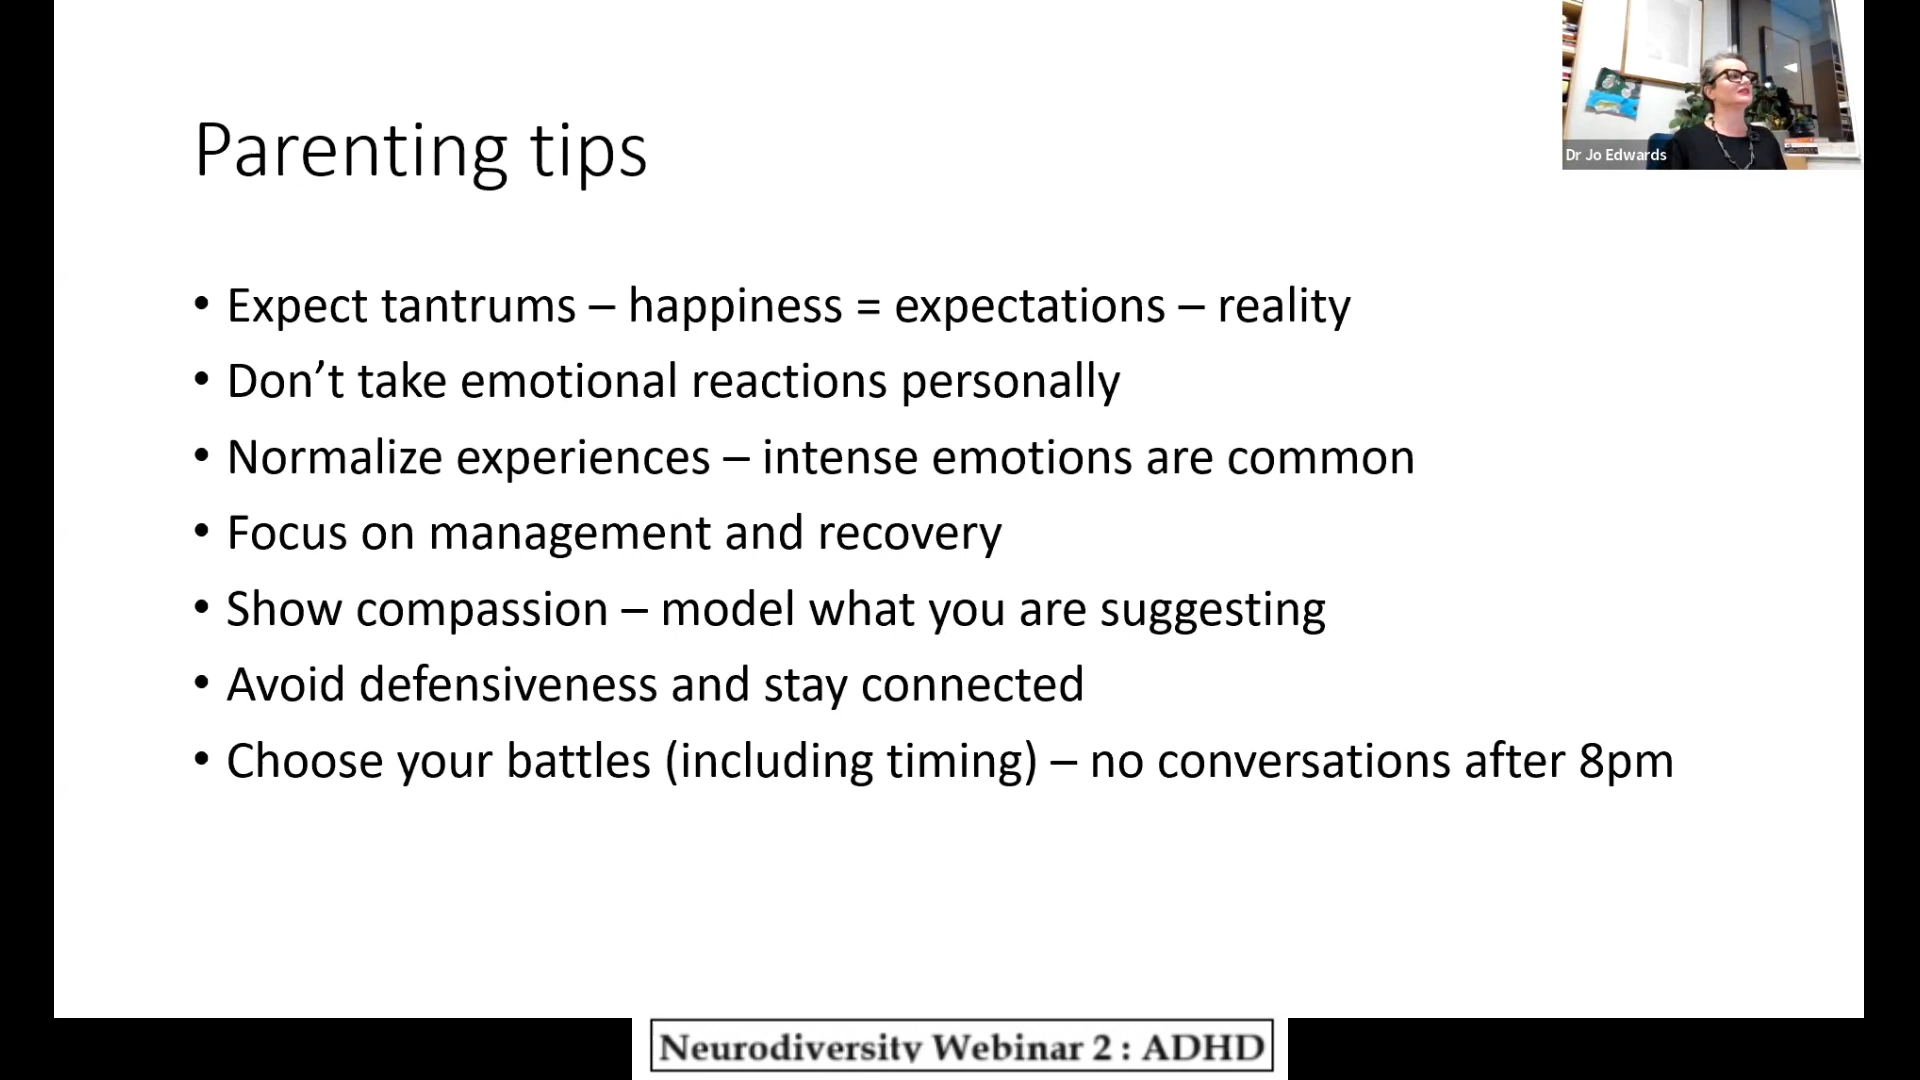 Parenting tips
Dr Jo Edwards
• Expect tantrums – happiness = expectations – reality
• Don’t take emotional reactions personally
• Normalize experiences – intense emotions are common
• Focus on management and recovery
• Show compassion – model what you are suggesting
• Avoid defensiveness and stay connected
• Choose your battles (including timing) – no conversations after 8pm
Neurodiversity Webinar 2 : ADHD